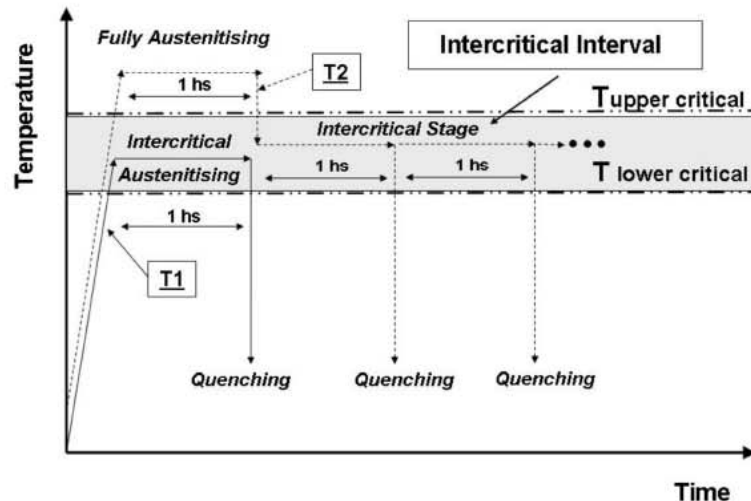 Fully Austenitising
Intercritical Interval
T2
1 hs
T upper critical
Temperature
Intercritical
Intercritical Stage
•••
Austenitising
1 hs
1 hs
T lower critical
1 hs
T1
Quenching
Quenching
Quenching
Time